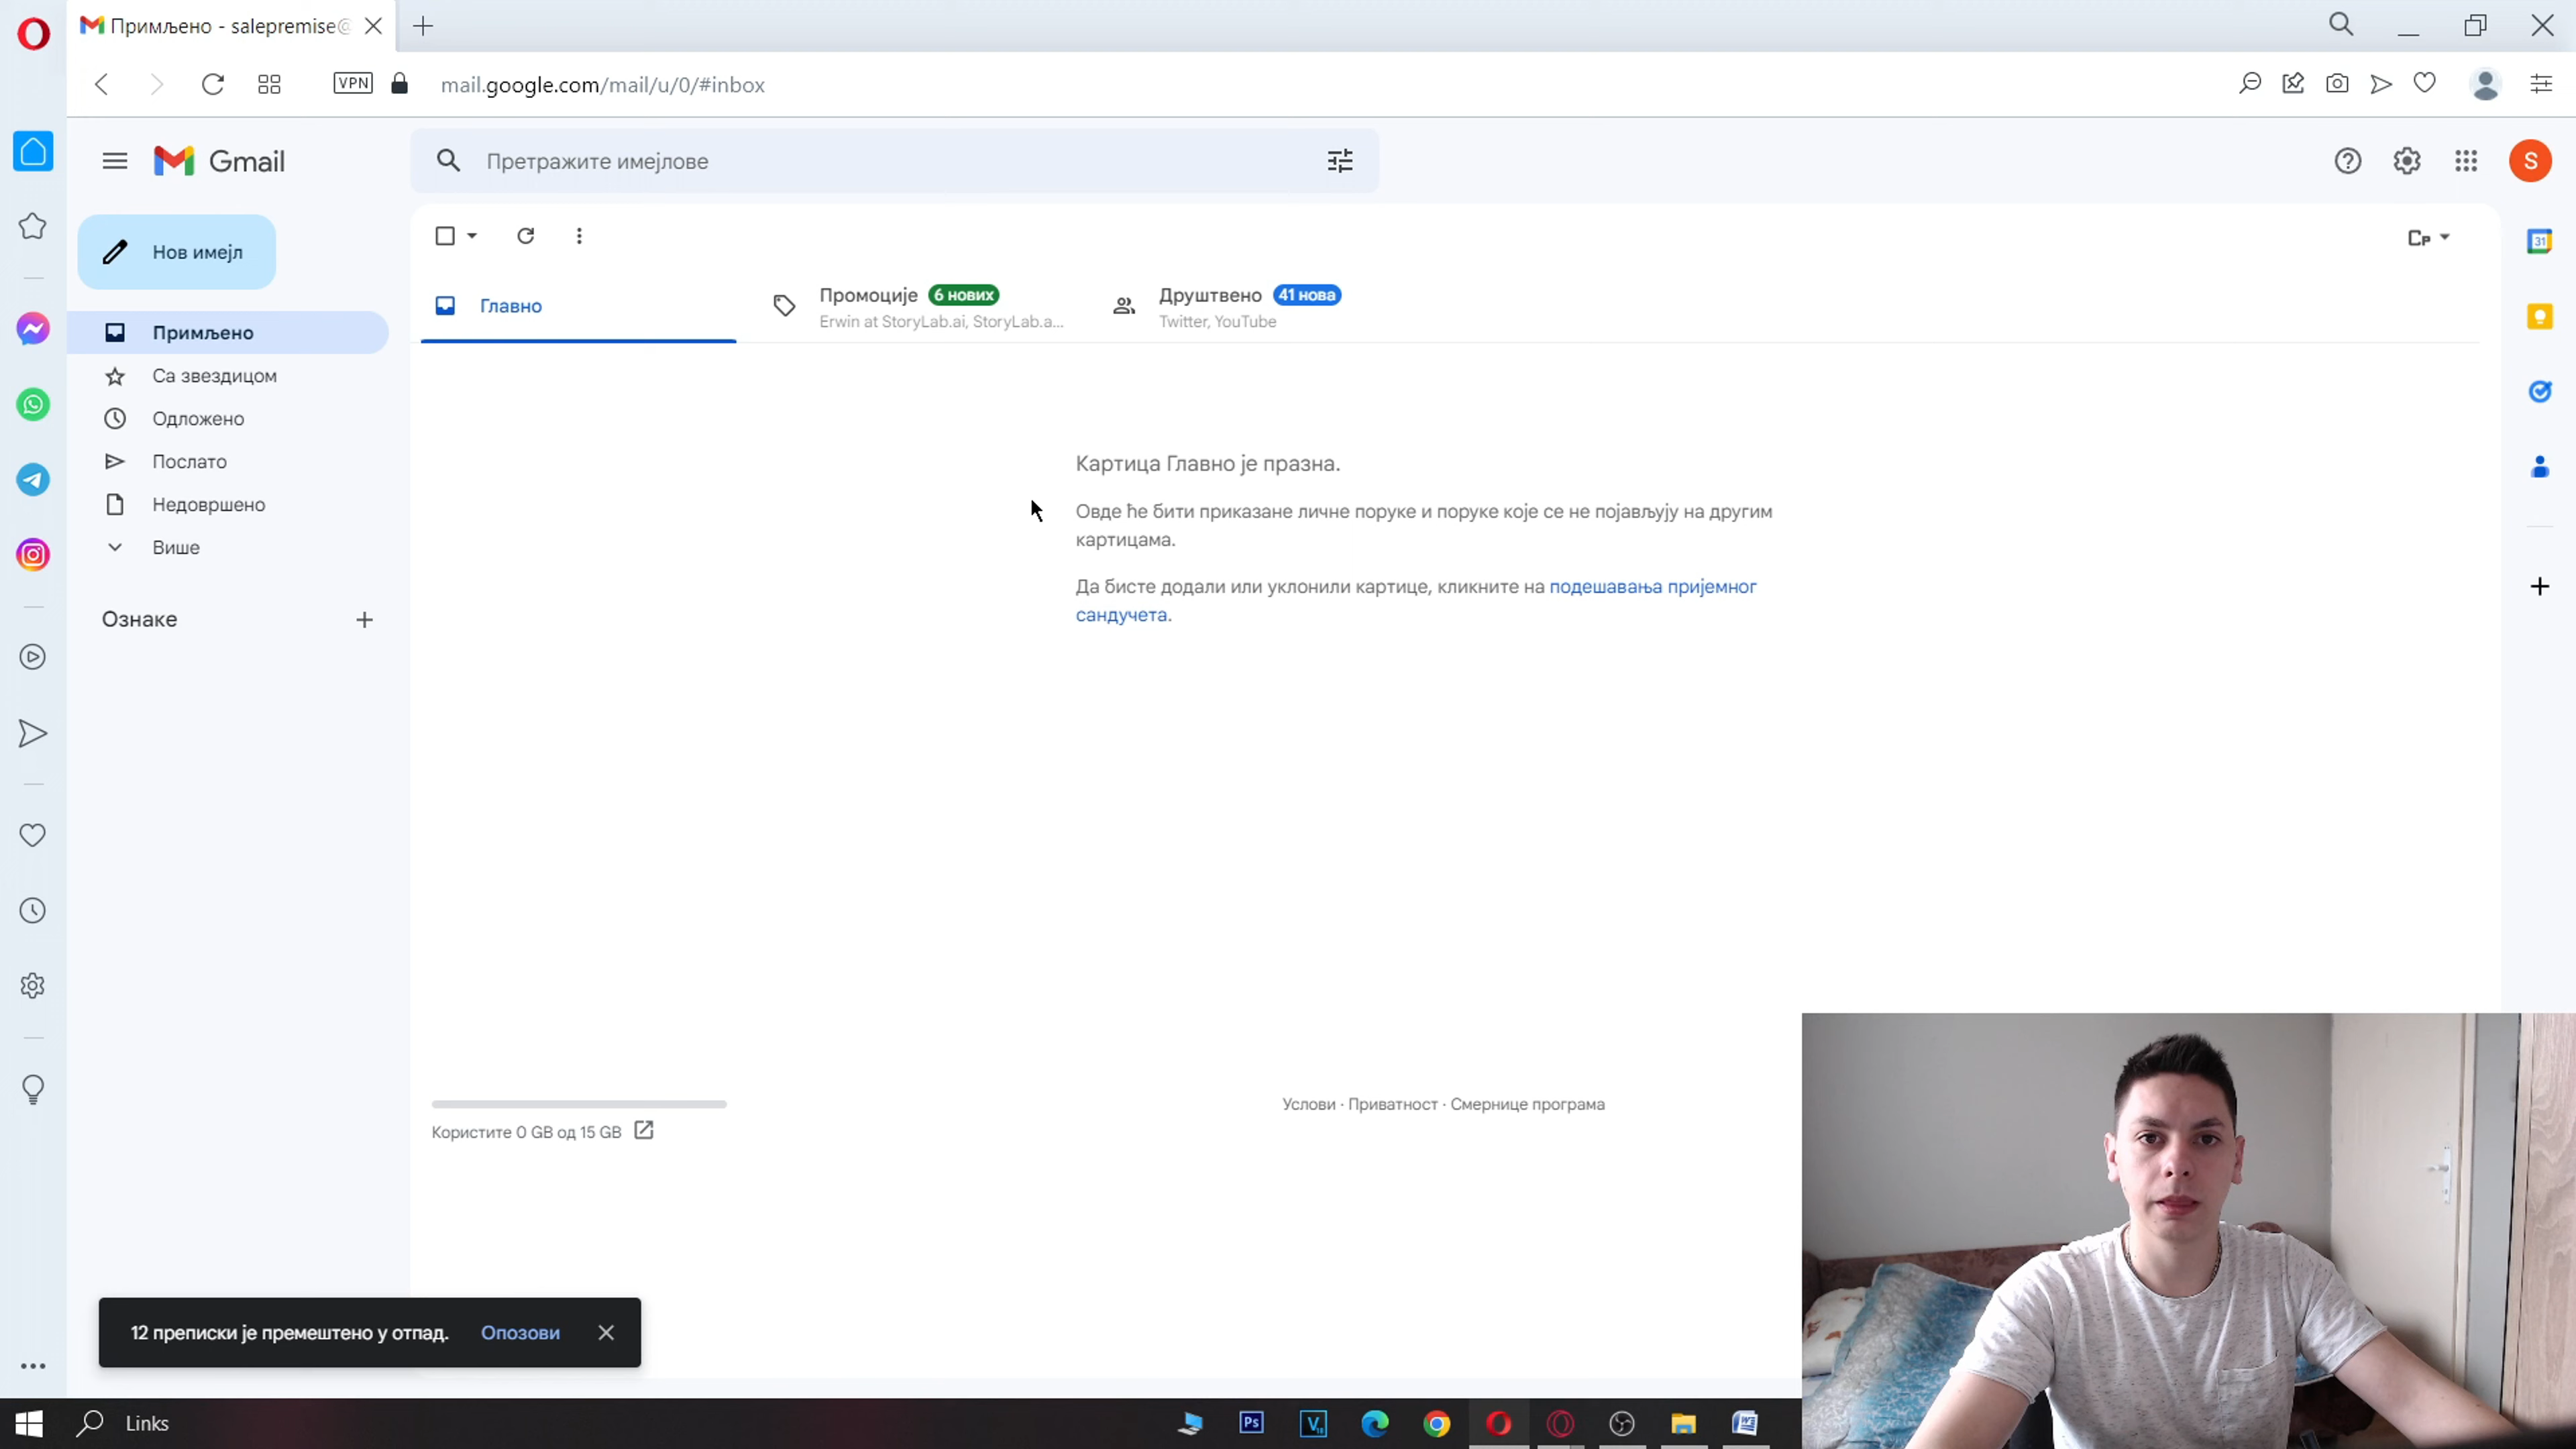 Примљено - salepremise@
VPN
mail.google.com/mail/u/0/#inbox
Gmail
Претражите имејлове
S
Нов имејл
Ср
31
Главно
Промоције 6 нових
Erwin at StoryLab.ai, StoryLab.a...
Друштвено 41 нова
Twitter, YouTube
Примљено
Са звездицом
Одложено
Послато
Недовршено
Више
Ознаке
Картица Главно је празна.
Овде ће бити приказане личне поруке и поруке које се не појављују на другим
картицама.
Да бисте додали или уклонили картице, кликните на подешавања пријемног
сандучета.
Услови · Приватност · Смернице програма
Користите 0 GB од 15 GB
12 преписки је премештено у отпад. Опозови
Links
Ps